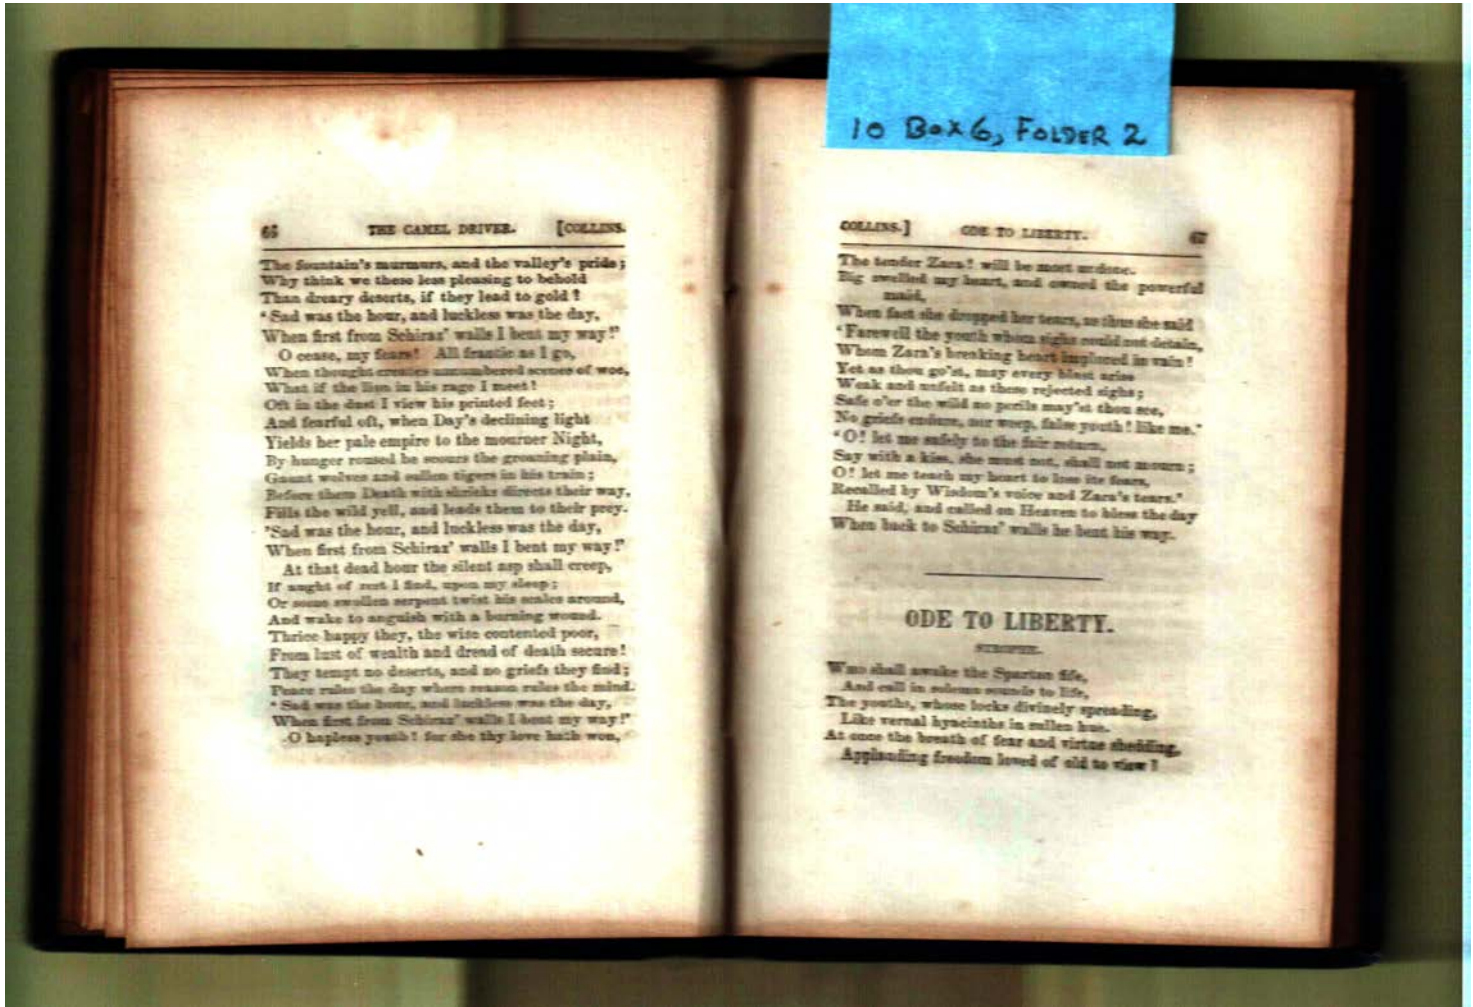 10 BOX 6, FOLDER 2
66 THE CAMEL DRIVER. [COLLINS.
The fountain's murmurs, and the valley's pride;
Why think we these less pleasing to behold
Than dreary deserts, if they lead to gold!
'Sad was the hour, and luckless was the day,
When first from Schiraz' walls I bent my way!'
O cease, my fears! All frantic as I go,
When thought creates unnumbered scenes of woe,
What if the lion in his rage I meet!
Oft in the dust I view his printed feet;
And fearful oft, when Day's declining light
Yields her pale empire to the mourner Night,
By hunger roused he scours the groaning plain,
Gaunt wolves and sullen tigers in his train;
Before them Death with shrieks directs their way,
Fills the wild yell, and leads them to their prey.
'Sad was the hour, and luckless was the day,
When first from Schiraz' walls I bent my way!'
At that dead hour the silent asp shall creep,
If aught of rest I find, upon my sleep;
Or some swollen serpent twist his scales around,
And wake to anguish with a burning wound.
Thrice happy they, the wise contented poor,
From lust of wealth and dread of death secure!
They tempt no deserts, and no griefs they find;
Peace rules the day where reason rules the mind.
'Sad was the hour, and luckless was the day,
When first from Schiraz' walls I bent my way!'
O hapless youth! for she thy love hath won,
COLLINS.] ODE TO LIBERTY. 67
The tender Zara! will be most undone.
Big swelled my heart, and owned the powerful
maid,
When fast she dropped her tears, as thus she said
'Farewell the youth whom sighs could not detain,
Whom Zara's breaking heart implored in vain!
Yet as thou go'st, may every blast arise
Weak and unfelt as these rejected sighs;
Safe o'er the wild no perils may'st thou see,
No griefs endure, nor weep, false youth! like me.'
'O! let me safely to the fair return,
Say with a kiss, she must not, shall not mourn;
O! let me teach my heart to lose its fears,
Recalled by Wisdom's voice and Zara's tears.'
He said, and called on Heaven to bless the day
When back to Schiraz' walls he bent his way.
ODE TO LIBERTY.
STROPHE.
WHO shall awake the Spartan fife,
And call in solemn sounds to life,
The youths, whose locks divinely spreading,
Like vernal hyacinths in sullen hue.
At once the breath of fear and virtue shedding,
Applauding freedom loved of old to view?